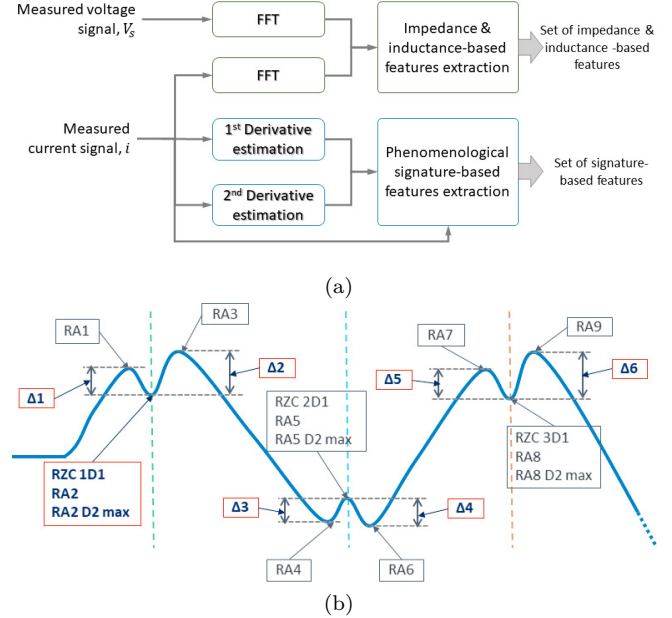 Measured voltage
signal, Vs
FFT
FFT
Impedance &
inductance-based
features extraction
Set of impedance &
inductance -based
features
Measured
current signal, i
1st Derivative
estimation
2nd Derivative
estimation
Phenomenological
signature-based
features extraction
Set of signature-
based features
(a)
RA1
RA3
Δ1
Δ2
RZC 1D1
RA2
RA2 D2 max
RZC 2D1
RA5
RA5 D2 max
Δ3
Δ4
RA4
RA6
RA7
RA9
Δ5
Δ6
RZC 3D1
RA8
RA8 D2 max
(b)